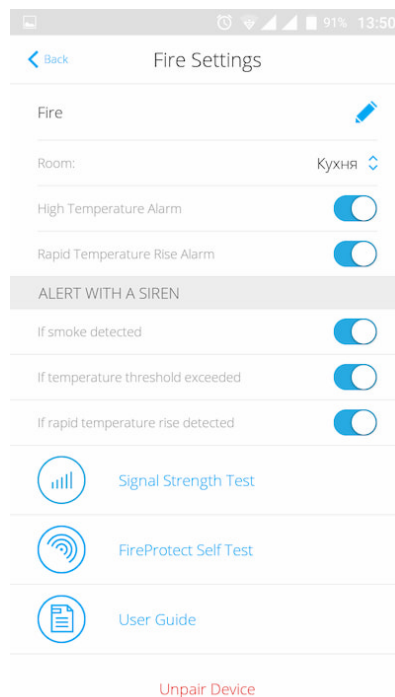 91% 13:50
Back Fire Settings
Fire
Room: Кухня
High Temperature Alarm
Rapid Temperature Rise Alarm
ALERT WITH A SIREN
If smoke detected
If temperature threshold exceeded
If rapid temperature rise detected
Signal Strength Test
FireProtect Self Test
User Guide
Unpair Device